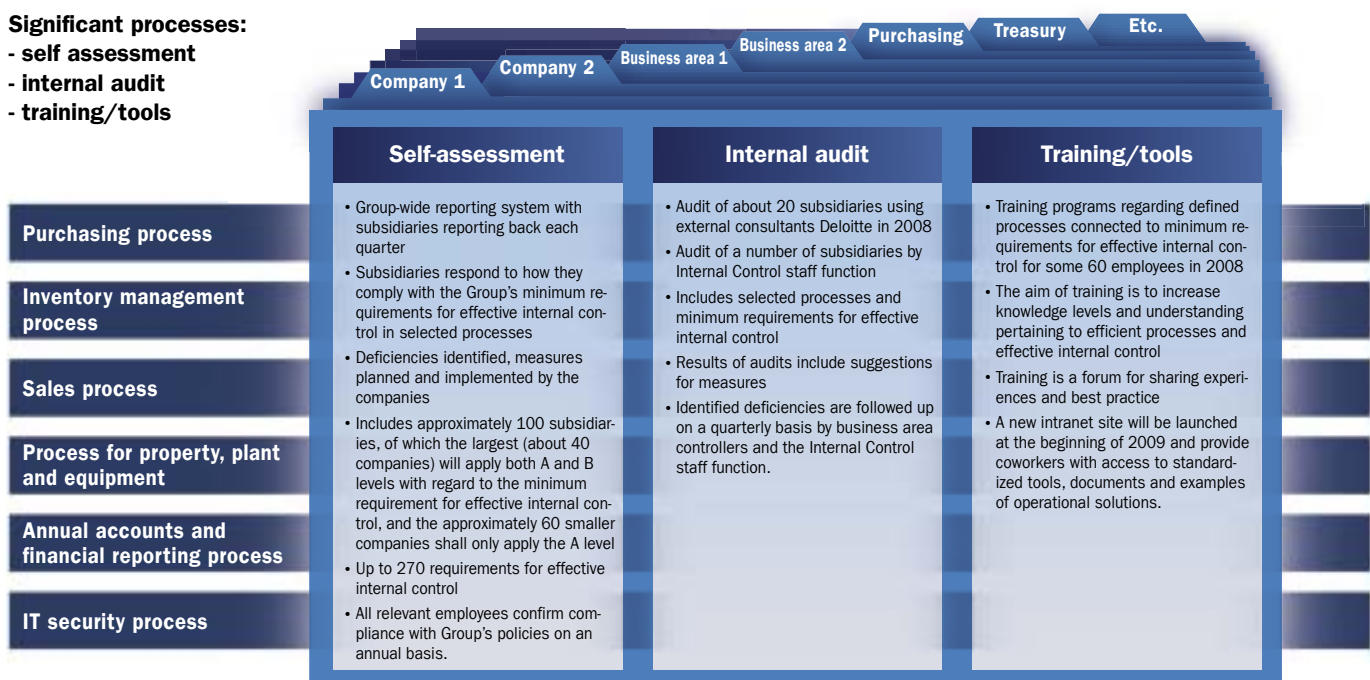 Significant processes:
- self assessment
- internal audit
- training/tools
Company 1
Company 2
Business area 1
Business area 2
Purchasing
Treasury
Etc.
Purchasing process
Inventory management
process
Sales process
Process for property, plant
and equipment
Annual accounts and
financial reporting process
IT security process
Self-assessment
• Group-wide reporting system with
subsidiaries reporting back each
quarter
• Subsidiaries respond to how they
comply with the Group's minimum re-
quirements for effective internal con-
trol in selected processes
• Deficiencies identified, measures
planned and implemented by the
companies
• Includes approximately 100 subsidiar-
ies, of which the largest (about 40
companies) will apply both A and B
levels with regard to the minimum
requirement for effective internal con-
trol, and the approximately 60 smaller
companies shall only apply the A level
• Up to 270 requirements for effective
internal control
• All relevant employees confirm com-
pliance with Group's policies on an
annual basis.
Internal audit
• Audit of about 20 subsidiaries using
external consultants Deloitte in 2008
• Audit of a number of subsidiaries by
Internal Control staff function
• Includes selected processes and
minimum requirements for effective
internal control
• Results of audits include suggestions
for measures
• Identified deficiencies are followed up
on a quarterly basis by business area
controllers and the Internal Control
staff function.
Training/tools
• Training programs regarding defined
processes connected to minimum re-
quirements for effective internal con-
trol for some 60 employees in 2008
• The aim of training is to increase
knowledge levels and understanding
pertaining to efficient processes and
effective internal control
• Training is a forum for sharing experi-
ences and best practice
• A new intranet site will be launched
at the beginning of 2009 and provide
coworkers with access to standard-
ized tools, documents and examples
of operational solutions.